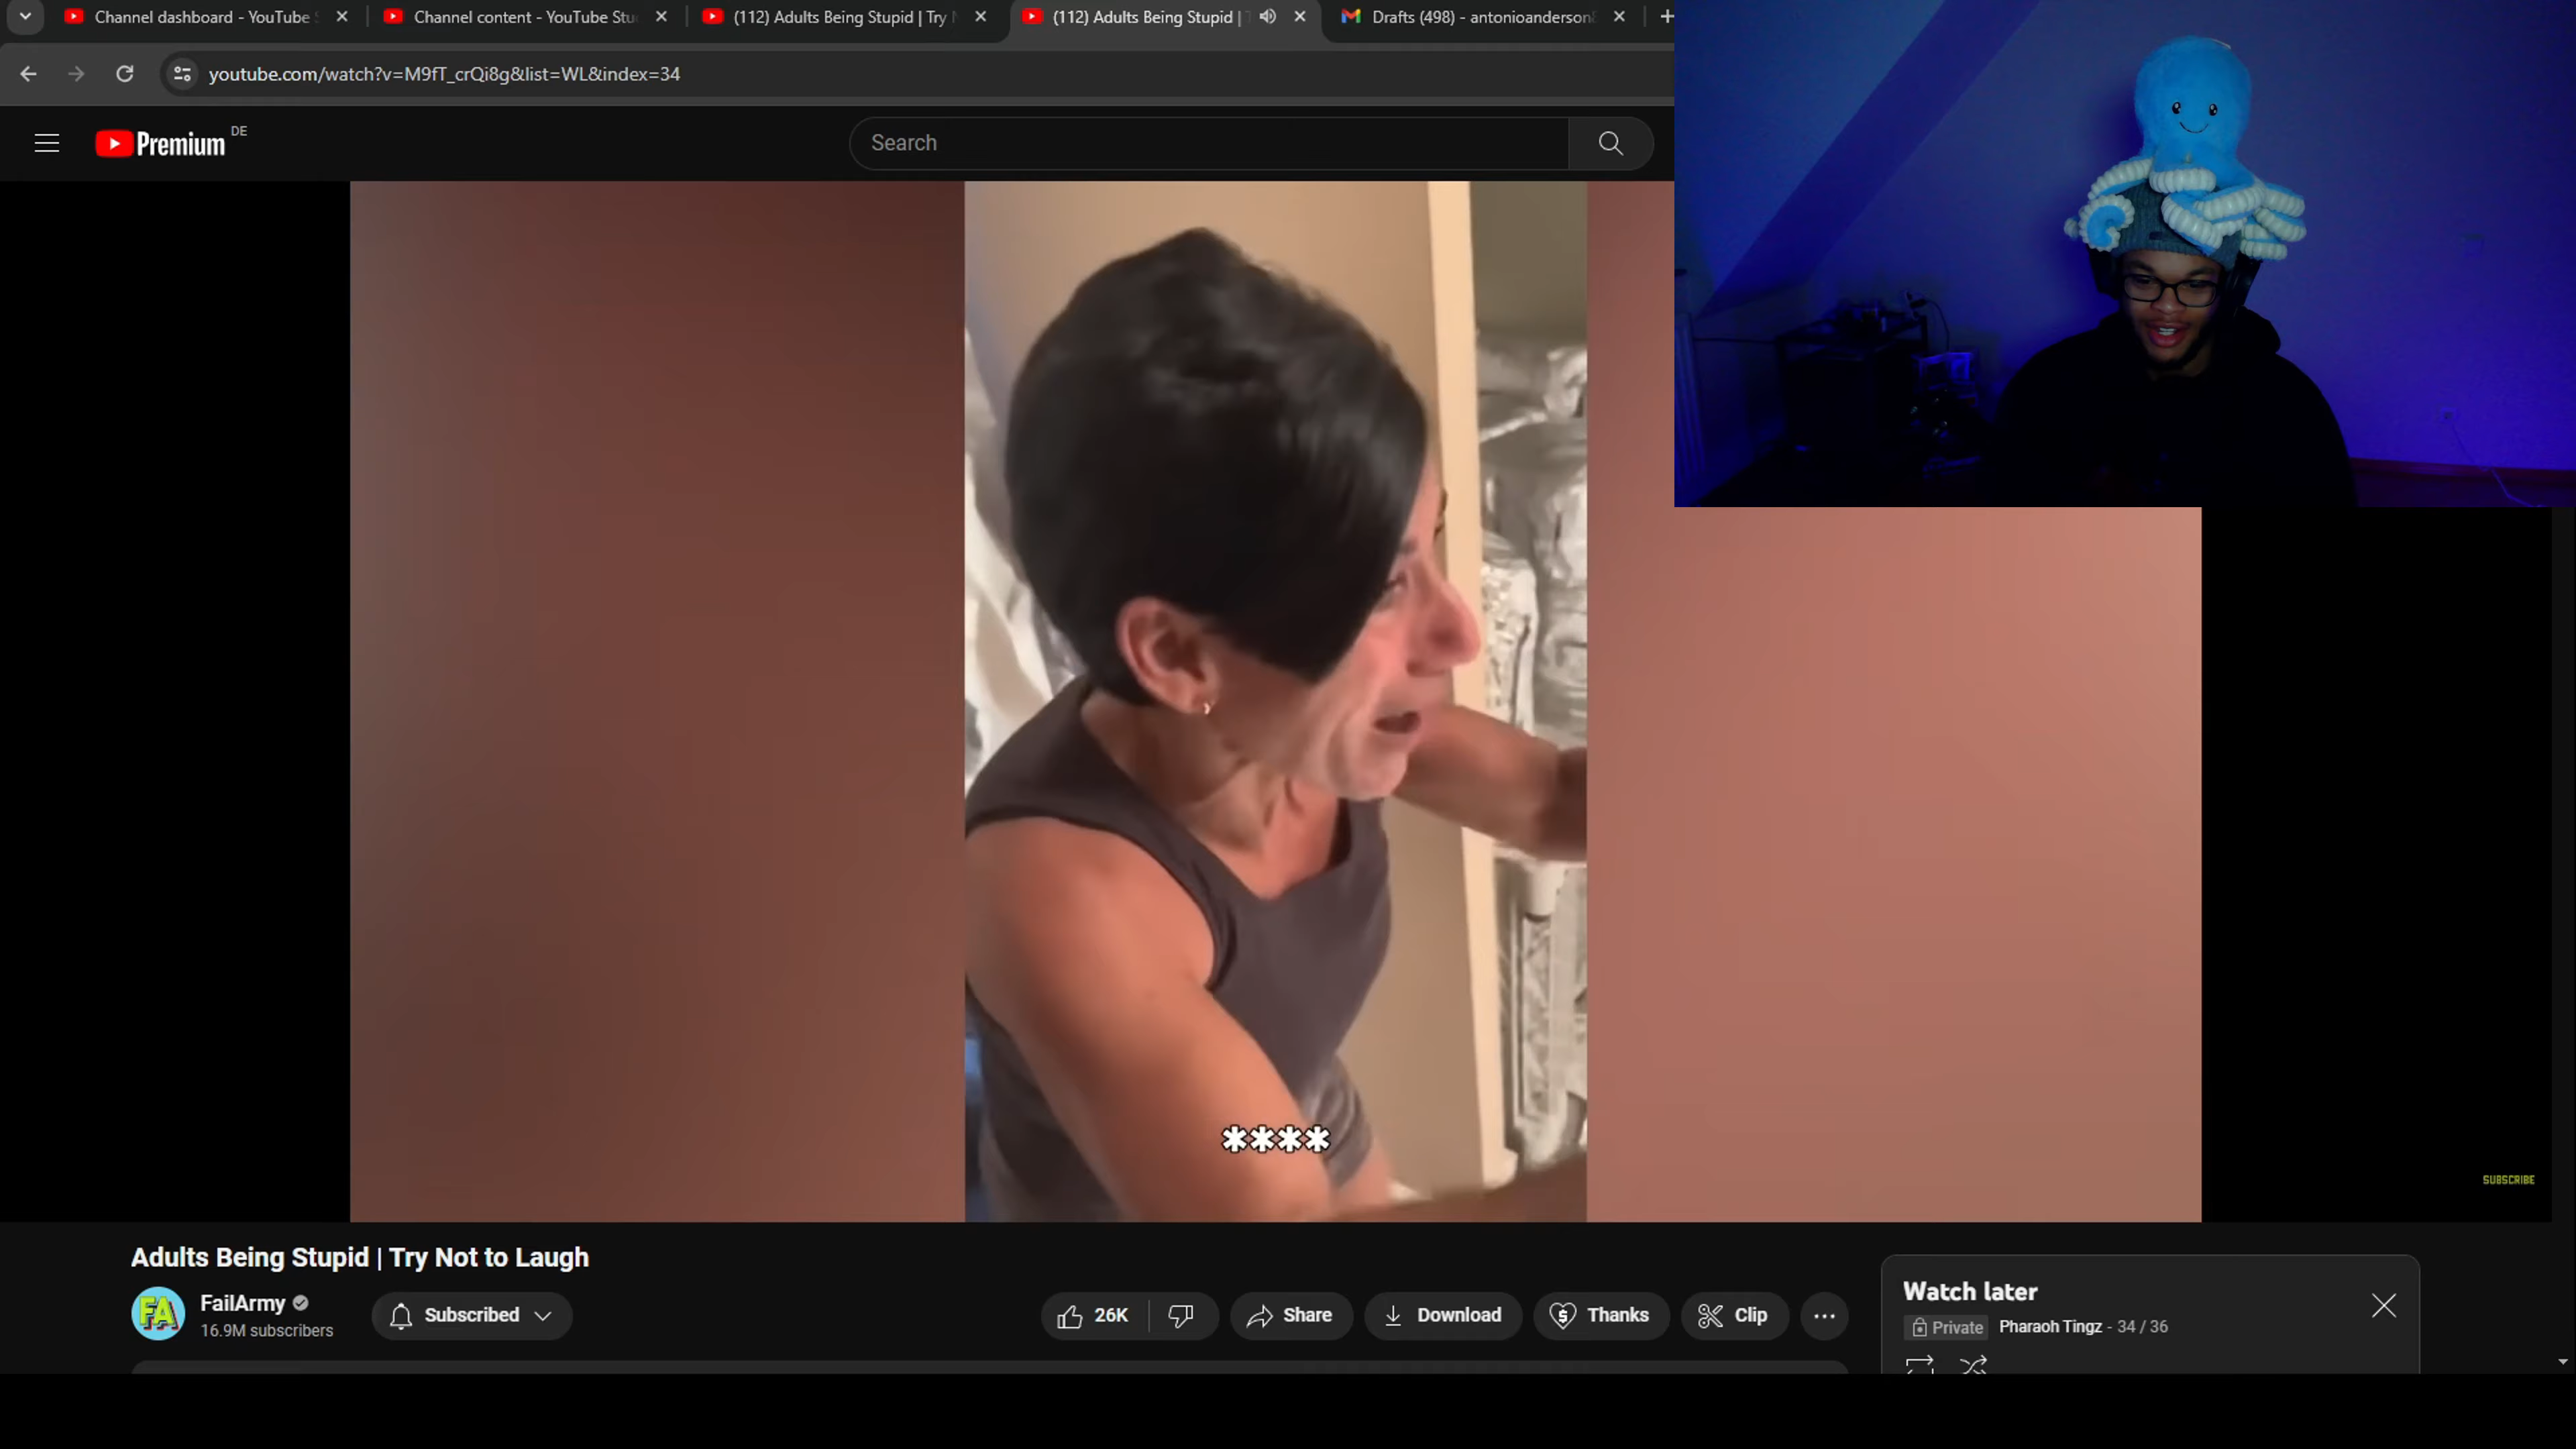 Channel dashboard - YouTube S
Channel content - YouTube Stu
(112) Adults Being Stupid | Try N
(112) Adults Being Stupid | T
Drafts (498) - antonioanderson8
youtube.com/watch?v=M9fT_crQi8g&list=WL&index=34
Premium DE
Search
****
SUBSCRIBE
Adults Being Stupid | Try Not to Laugh
FA
FailArmy
16.9M subscribers
Subscribed
26K
Share
Download
Thanks
Clip
Watch later
Private Pharaoh Tingz - 34 / 36